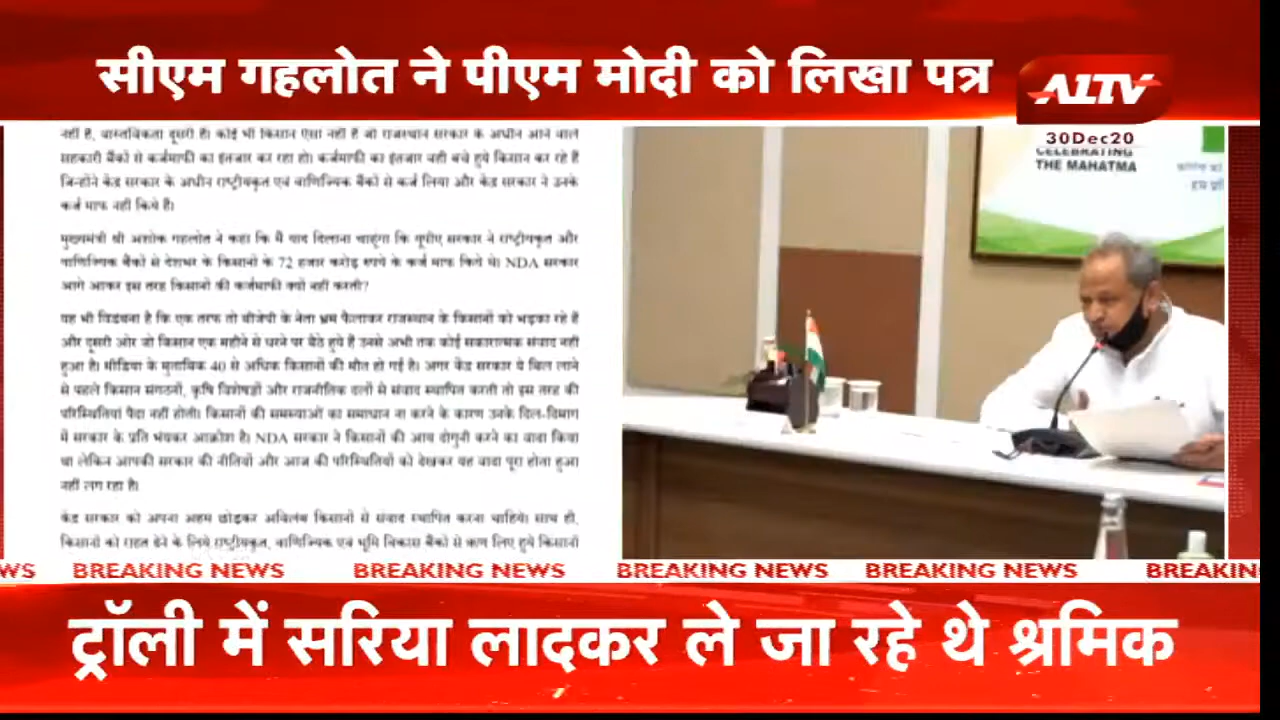 सीएम गहलोत ने पीएम मोदी को लिखा पत्र
A1TV
30Dec20
CELEBRATING
THE MAHATMA
नहीं है, वास्तविकता दूसरी है। कोई भी किसान ऐसा नहीं है जो राजस्थान सरकार के अधीन आने वाले
सहकारी बैंकों से कर्जमाफी का इंतजार कर रहा हो। कर्जमाफी का इंतजार वही बचे हुये किसान कर रहे हैं
जिन्होंने केंद्र सरकार के अधीन राष्ट्रीयकृत एवं वाणिज्यिक बैंकों से कर्ज लिया और केंद्र सरकार ने उनके
कर्ज माफ नहीं किये हैं।
मुख्यमंत्री श्री अशोक गहलोत ने कहा कि मैं याद दिलाना चाहूंगा कि यूपीए सरकार ने राष्ट्रीयकृत और
वाणिज्यिक बैंकों से देशभर के किसानों के 72 हजार करोड़ रुपये के कर्ज माफ किये थे। NDA सरकार
आगे आकर इस तरह किसानों की कर्जमाफी क्यों नहीं करती?
यह भी विडंबना है कि एक तरफ तो बीजेपी के नेता भ्रम फैलाकर राजस्थान के किसानों को भड़का रहे हैं
और दूसरी ओर जो किसान एक महीने से धरने पर बैठे हुये हैं उनसे अभी तक कोई सकारात्मक संवाद नहीं
हुआ है। मीडिया के मुताबिक 40 से अधिक किसानों की मौत हो गई है। अगर केंद्र सरकार ये बिल लाने
से पहले किसान संगठनों, कृषि विशेषज्ञों और राजनीतिक दलों से संवाद स्थापित करती तो इस तरह की
परिस्थितियां पैदा नहीं होती। किसानों की समस्याओं का समाधान ना करने के कारण उनके दिल-दिमाग
में सरकार के प्रति भयंकर आक्रोश है। NDA सरकार ने किसानों की आय दोगुनी करने का वादा किया
था लेकिन आपकी सरकार की नीतियों और आज की परिस्थितियों को देखकर यह वादा पूरा होता हुआ
नहीं लग रहा है।
केंद्र सरकार को अपना अहम छोड़कर अविलंब किसानों से संवाद स्थापित करना चाहिये। साथ ही,
किसानों को राहत देने के लिये राष्ट्रीयकृत, वाणिज्यिक एवं भूमि विकास बैंकों से ऋण लिए हुये किसानों
WS BREAKING NEWS BREAKING NEWS BREAKING NEWS BREAKING NEWS BREAKIN
ट्रॉली में सरिया लादकर ले जा रहे थे श्रमिक